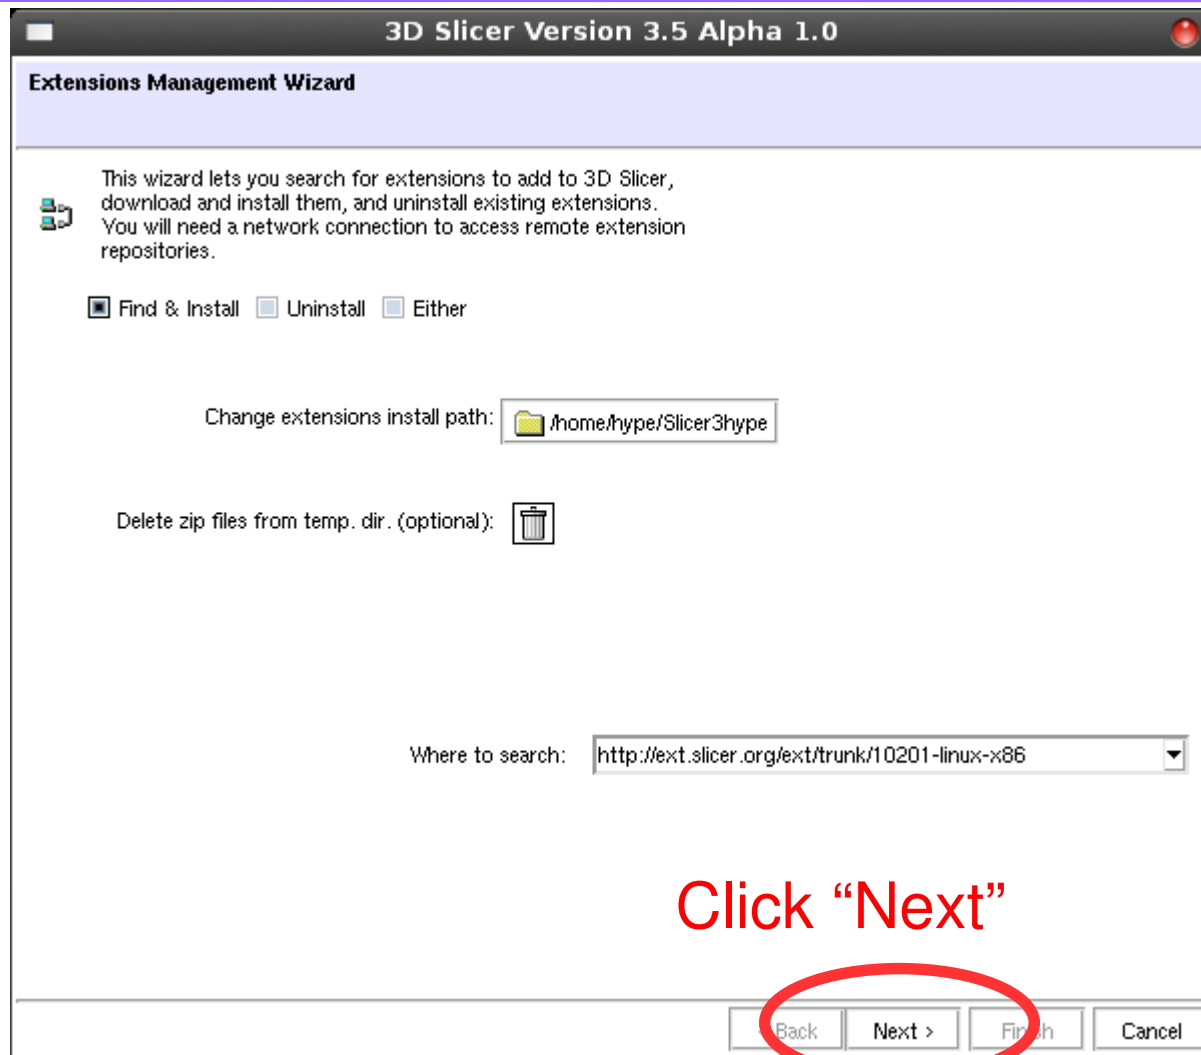 3D Slicer Version 3.5 Alpha 1.0
Extensions Management Wizard
This wizard lets you search for extensions to add to 3D Slicer,
download and install them, and uninstall existing extensions.
You will need a network connection to access remote extension
repositories.
Find & Install Uninstall Either
Change extensions install path: /home/hype/Slicer3hype
Delete zip files from temp. dir. (optional):
Where to search: http://ext.slicer.org/ext/trunk/10201-linux-x86
Click “Next”
< Back Next > Finish Cancel